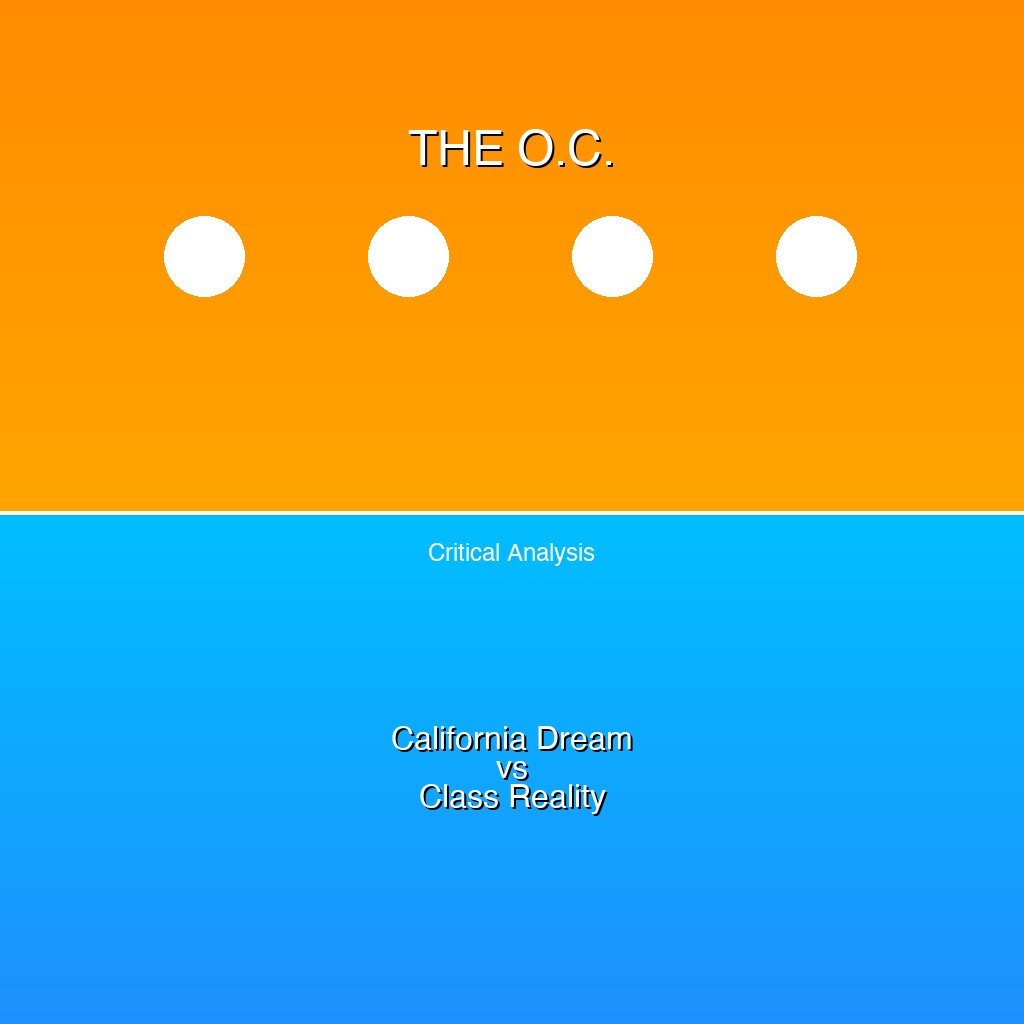 THE O.C.
Critical Analysis
California Dream
vs
Class Reality